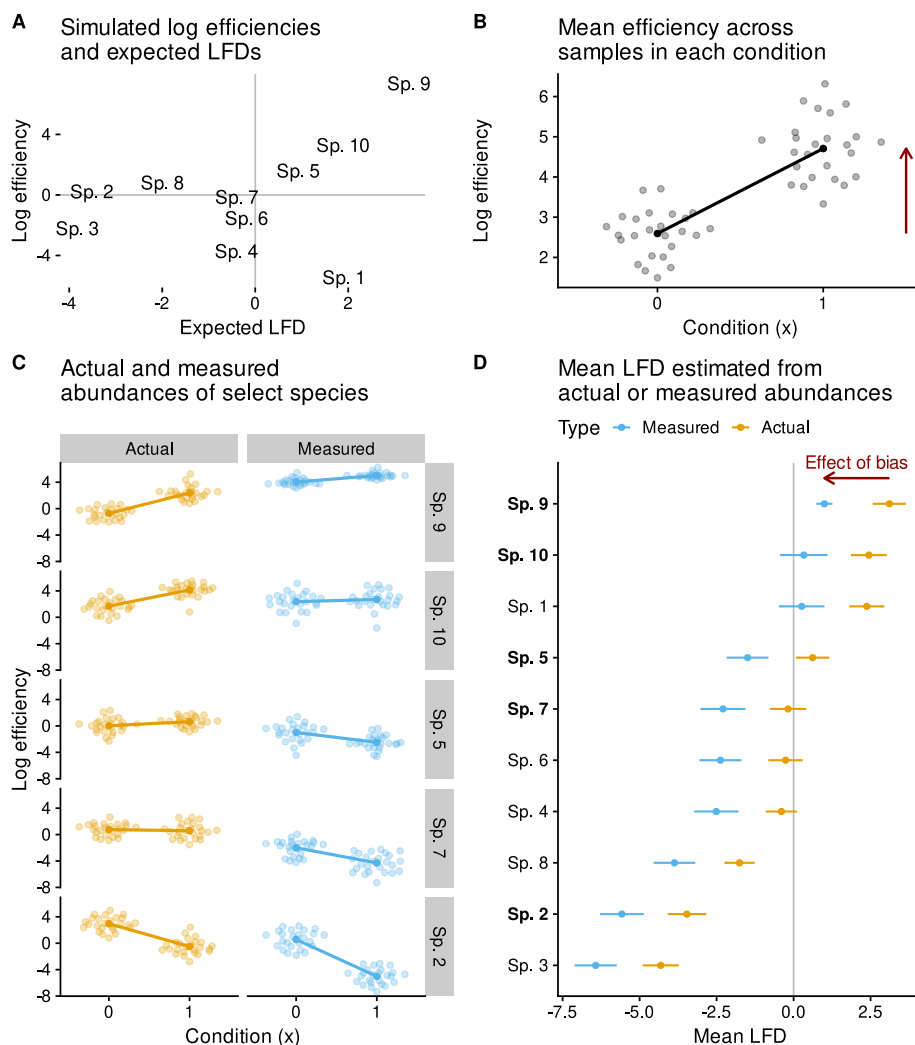 A
Simulated log efficiencies
and expected LFDs
Log efficiency
4
0
-4
Sp. 9
Sp. 10
Sp. 5
Sp. 8
Sp. 2
Sp. 7
Sp. 6
Sp. 3
Sp. 4
Sp. 1
-4
-2
0
2
Expected LFD
B
Mean efficiency across
samples in each condition
Log efficiency
6
5
4
3
2
0
1
Condition (x)
C
Actual and measured
abundances of select species
Actual
Measured
Log efficiency
4
0
-4
-8
Sp. 9
4
0
-4
-8
Sp. 10
4
0
-4
-8
Sp. 5
4
0
-4
-8
Sp. 7
4
0
-4
-8
Sp. 2
0
1
0
1
Condition (x)
D
Mean LFD estimated from
actual or measured abundances
Type Measured Actual
Effect of bias
Sp. 9
Sp. 10
Sp. 1
Sp. 5
Sp. 7
Sp. 6
Sp. 4
Sp. 8
Sp. 2
Sp. 3
-7.5
-5.0
-2.5
0.0
2.5
Mean LFD